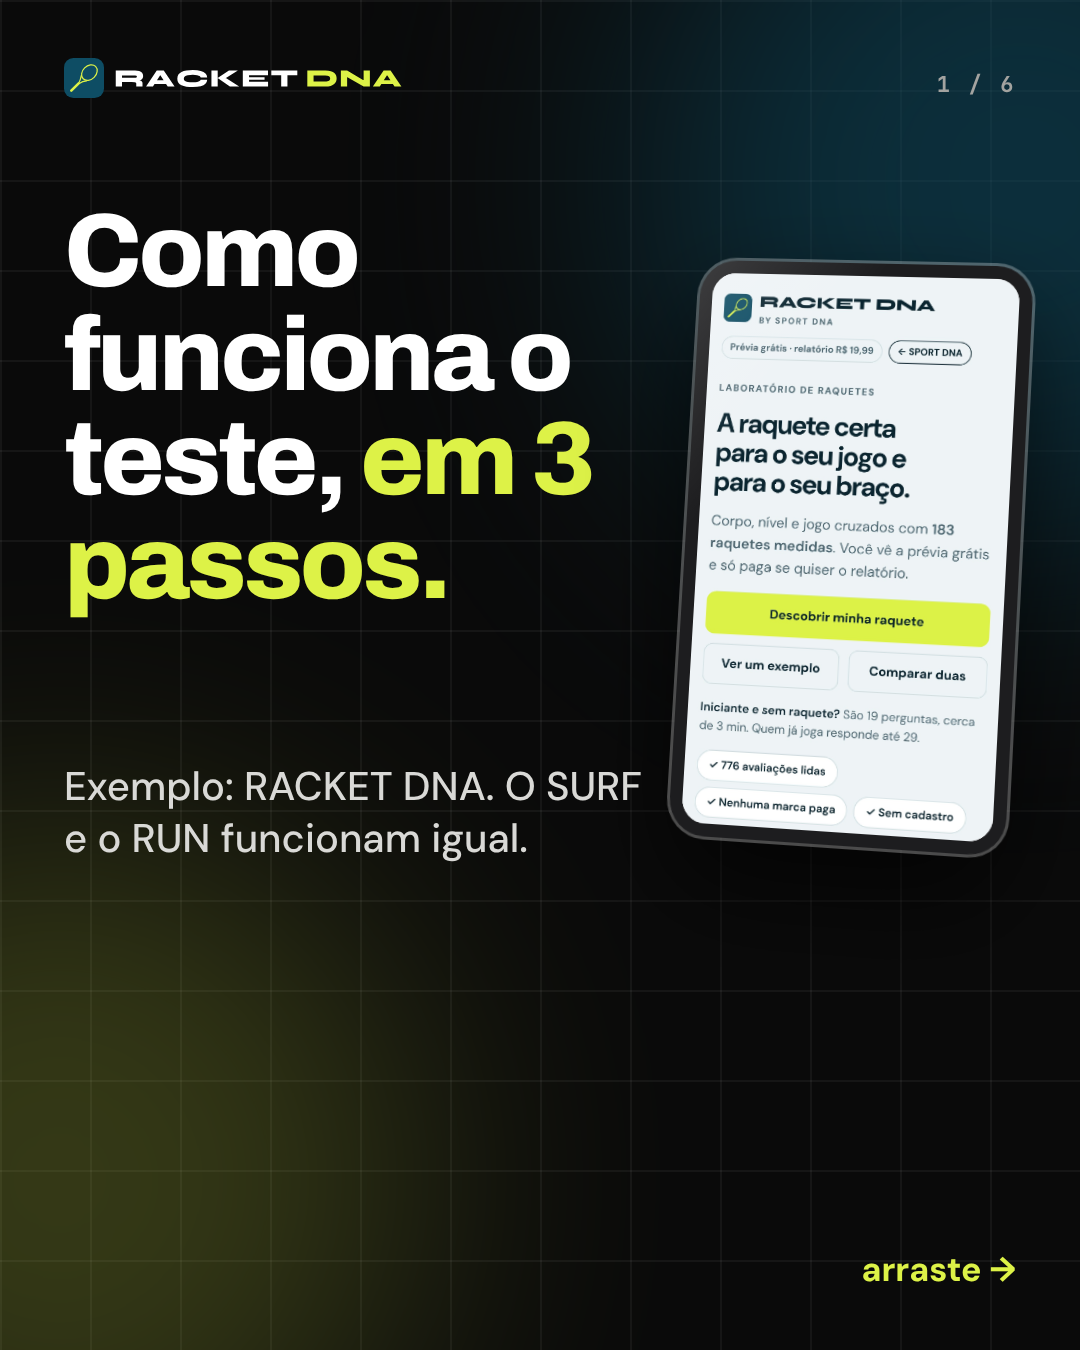 RACKET DNA
1 / 6
Como
funciona o
teste, em 3
passos.
Exemplo: RACKET DNA. O SURF
e o RUN funcionam igual.
RACKET DNA
BY SPORT DNA
Prévia grátis · relatório R$ 19,99
← SPORT DNA
LABORATÓRIO DE RAQUETES
A raquete certa
para o seu jogo e
para o seu braço.
Corpo, nível e jogo cruzados com 183
raquetes medidas. Você vê a prévia grátis
e só paga se quiser o relatório.
Descobrir minha raquete
Ver um exemplo
Comparar duas
Iniciante e sem raquete? São 19 perguntas, cerca
de 3 min. Quem já joga responde até 29.
✓ 776 avaliações lidas
✓ Nenhuma marca paga
✓ Sem cadastro
arraste →